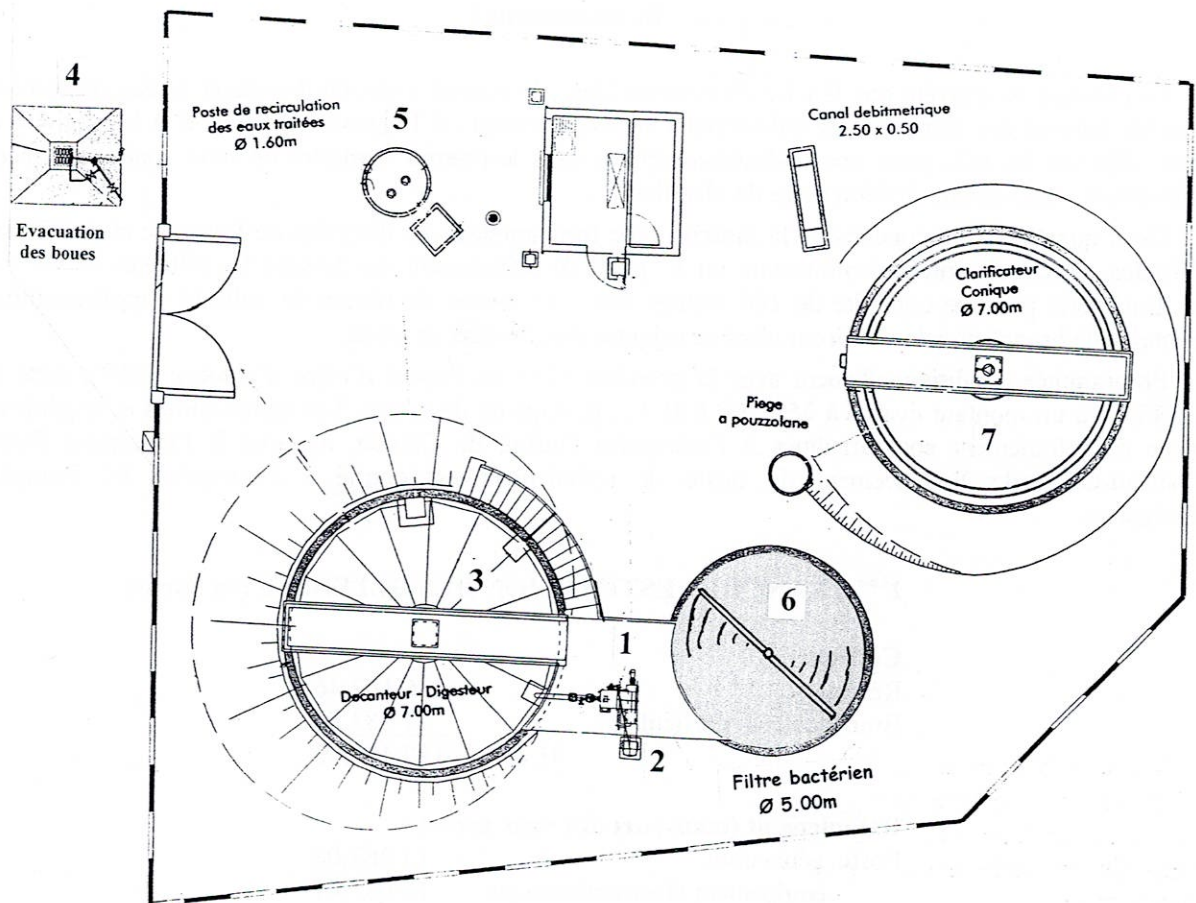 4
Evacuation
des boues
Poste de recirculation
des eaux traitées
Ø 1.60m
5
Canal debitmetrique
2.50 x 0.50
Clarificateur
Conique
Ø 7.00m
7
Piege
a pouzzolane
3
Decanteur - Digesteur
Ø 7.00m
1
2
6
Filtre bactérien
Ø 5.00m